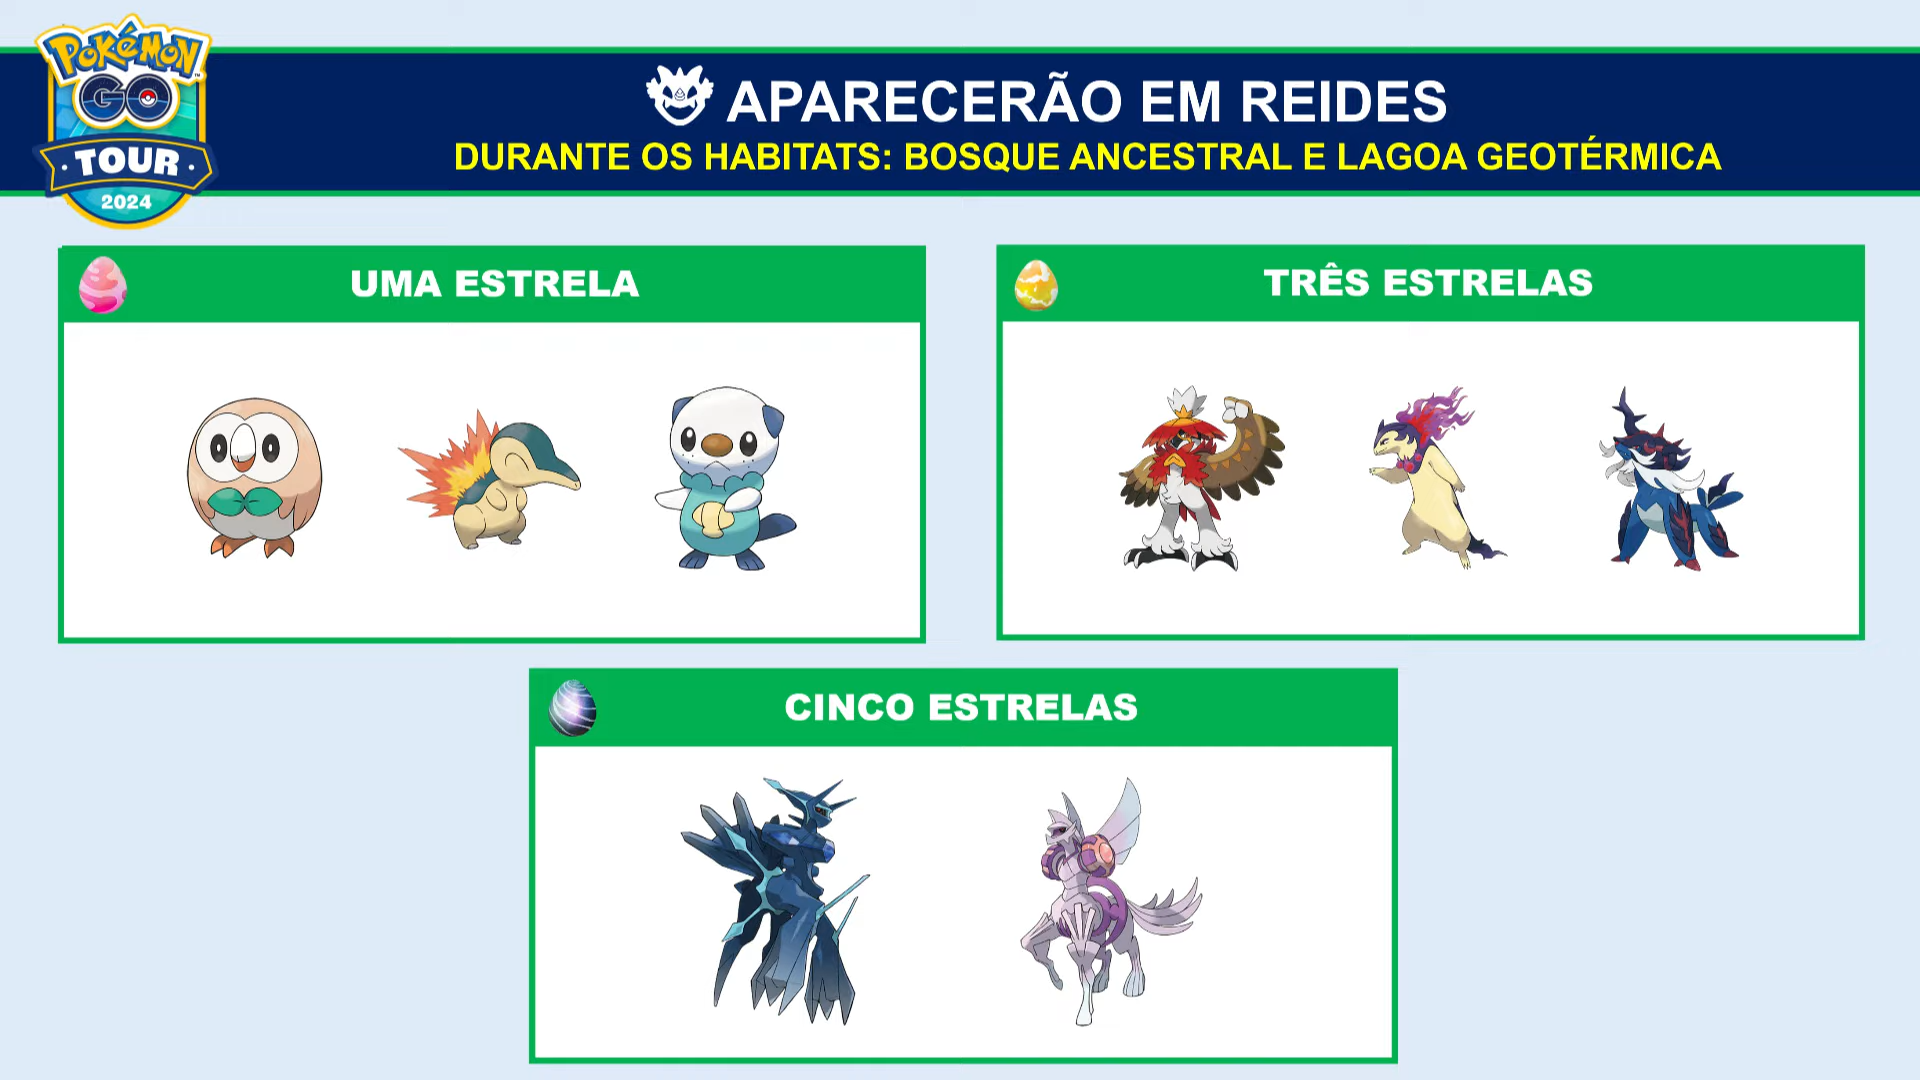 POKÉMON
GO
TOUR
2024
APARECERÃO EM REIDES
DURANTE OS HABITATS: BOSQUE ANCESTRAL E LAGOA GEOTÉRMICA
UMA ESTRELA
TRÊS ESTRELAS
CINCO ESTRELAS